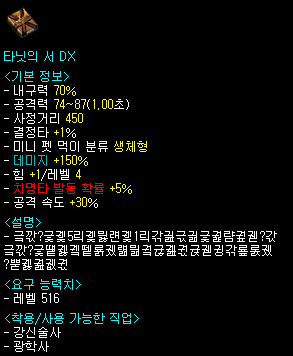 타닛의 서 DX
<기본 정보>
- 내구력 70%
- 공격력 74~87(1,00초)
- 사정거리 450
- 결정타 +1%
- 미니 펫 먹이 분류 생체형
- 데미지 +150%
- 힘 +1/레벨 4
- 치명타 발동 확률 +5%
- 공격 속도 +30%
<설명>
<요구 능력치>
- 레벨 516
<착용/사용 가능한 직업>
- 강신술사
- 광학사